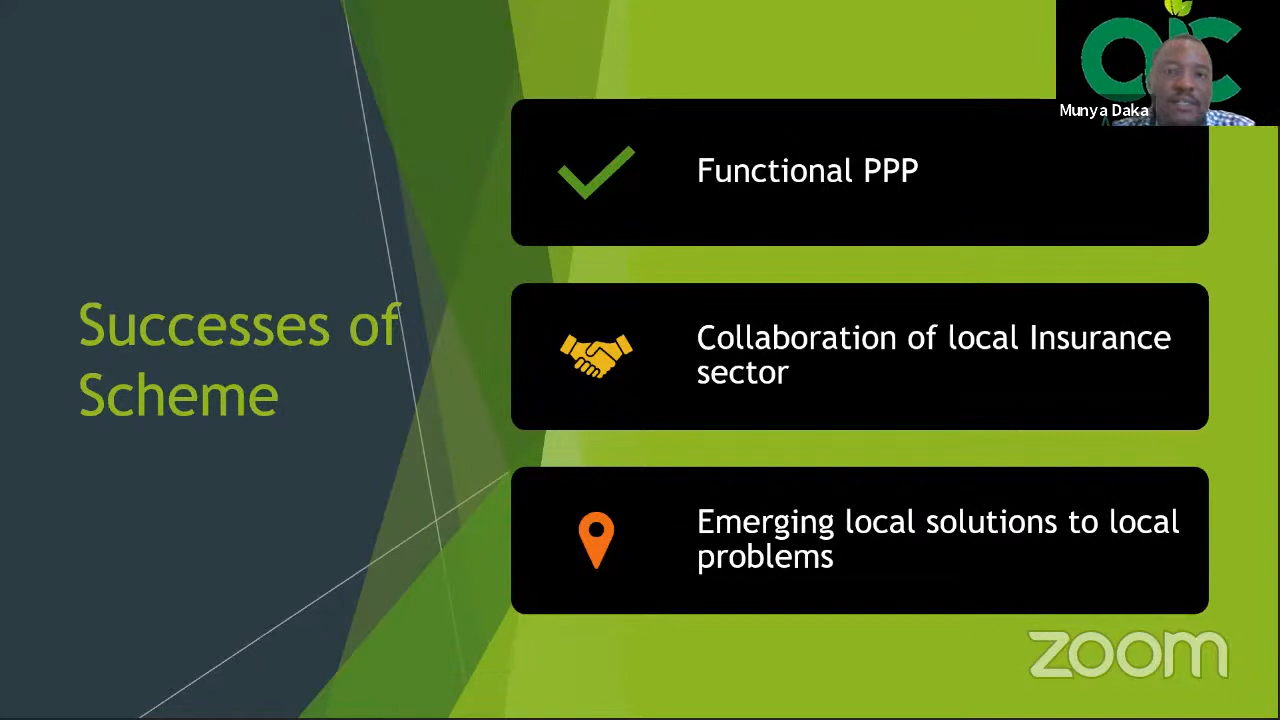 Successes of
Scheme
Functional PPP
Collaboration of local Insurance
sector
Emerging local solutions to local
problems
aic
Munya Daka
zoom